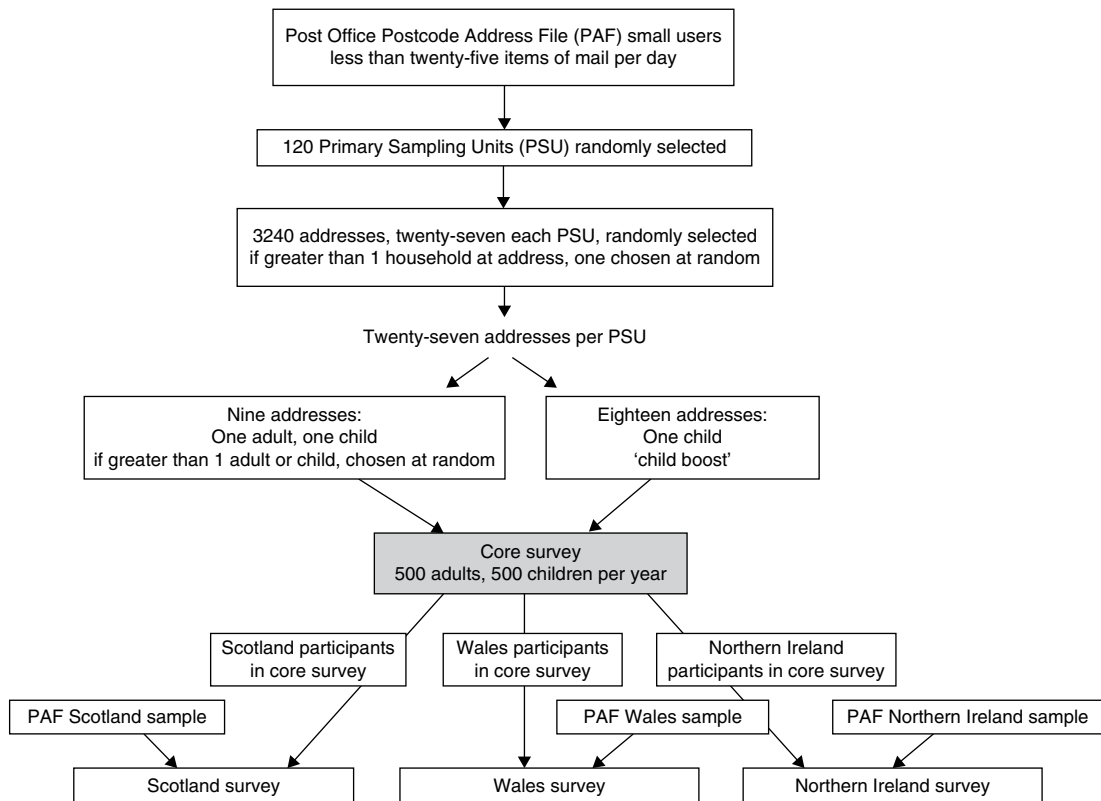 Post Office Postcode Address File (PAF) small users
less than twenty-five items of mail per day
120 Primary Sampling Units (PSU) randomly selected
3240 addresses, twenty-seven each PSU, randomly selected
if greater than 1 household at address, one chosen at random
Twenty-seven addresses per PSU
Nine addresses:
One adult, one child
if greater than 1 adult or child, chosen at random
Eighteen addresses:
One child
‘child boost’
Core survey
500 adults, 500 children per year
Scotland participants
in core survey
Wales participants
in core survey
Northern Ireland
participants in core survey
PAF Scotland sample
PAF Wales sample
PAF Northern Ireland sample
Scotland survey
Wales survey
Northern Ireland survey